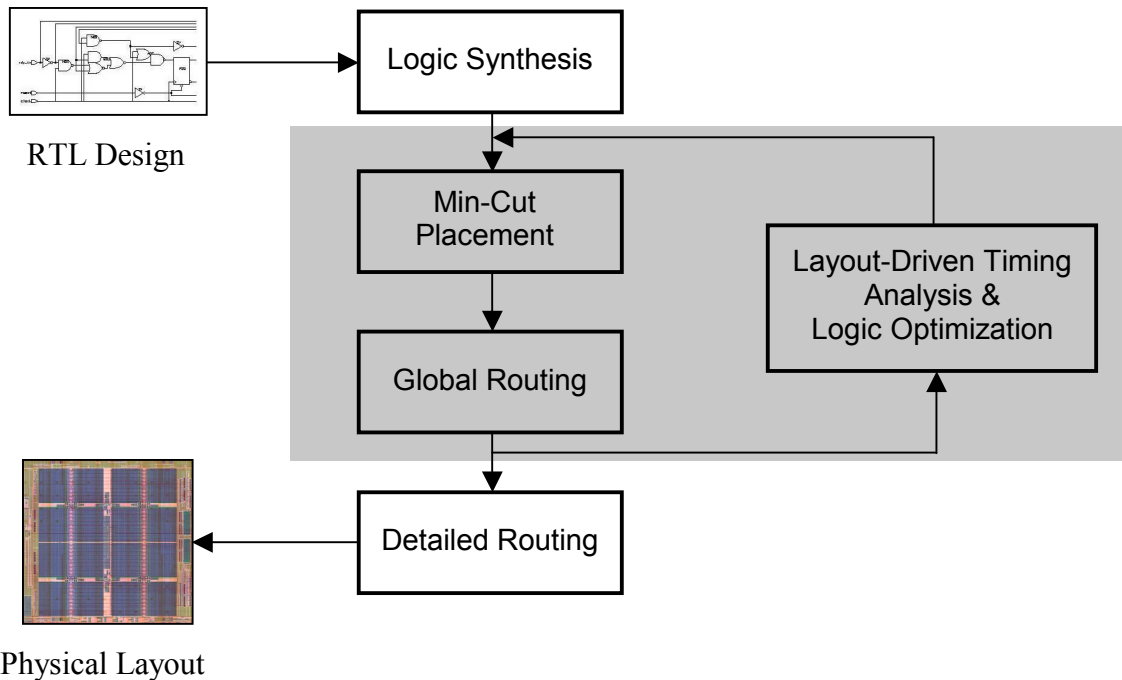 Logic Synthesis
RTL Design
Min-Cut
Placement
Layout-Driven Timing
Analysis &
Logic Optimization
Global Routing
Detailed Routing
Physical Layout